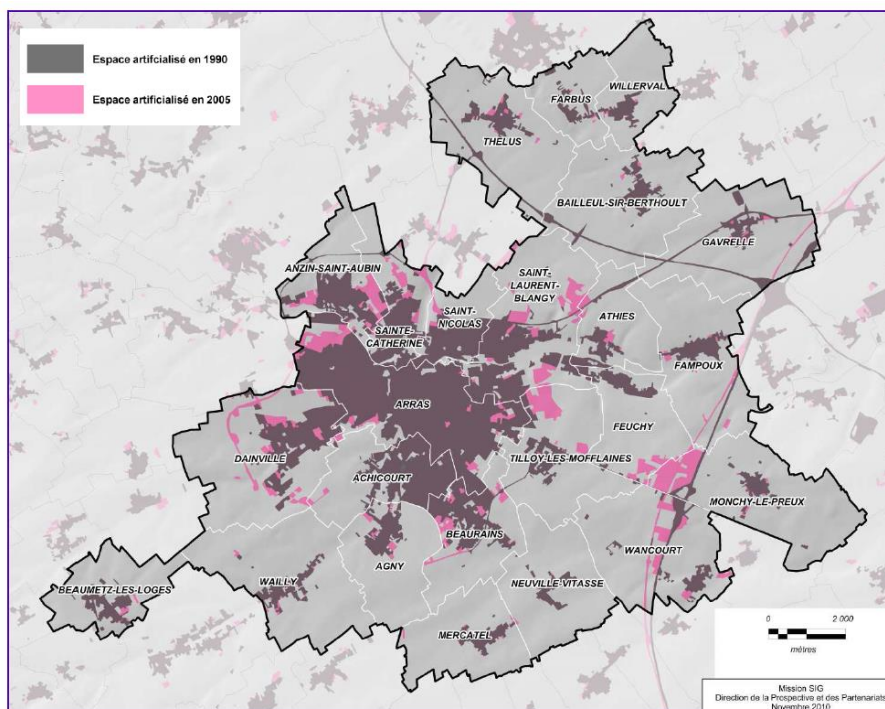 Espace artifcialisé en 1990
Espace artificialisé en 2005
WILLERVAL
FARBUS
THELUS
BAILLEUL-SIR-BERTHOULT
GAVRELLE
ANZIN-SAINT-AUBIN
SAINT-
LAURENT-
BLANGY
SAINT-
NICOLAS
ATHIES
SAINTE-
CATHERINE
FAMPOUX
ARRAS
FEUCHY
DAINVILLE
TILLOY-LES-MOFFLAINES
ACHICOURT
MONCHY-LE-PREUX
BEAURAINS
WANCOURT
AGNY
WAILLY
NEUVILLE-VITASSE
BEAUMETZ-LES-LOGES
MERCATEL
0 2 000
mètres
Mission SIG
Direction de la Prospective et des Partenariats
Novembre 2010